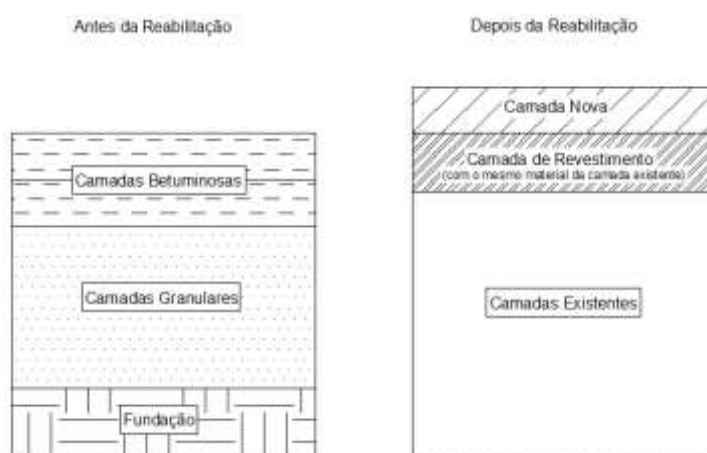 Antes da Reabilitação
Depois da Reabilitação
Camadas Betuminosas
Camadas Granulares
Fundação
Camada Nova
Camada de Revestimento
(com o mesmo material da camada existente)
Camadas Existentes